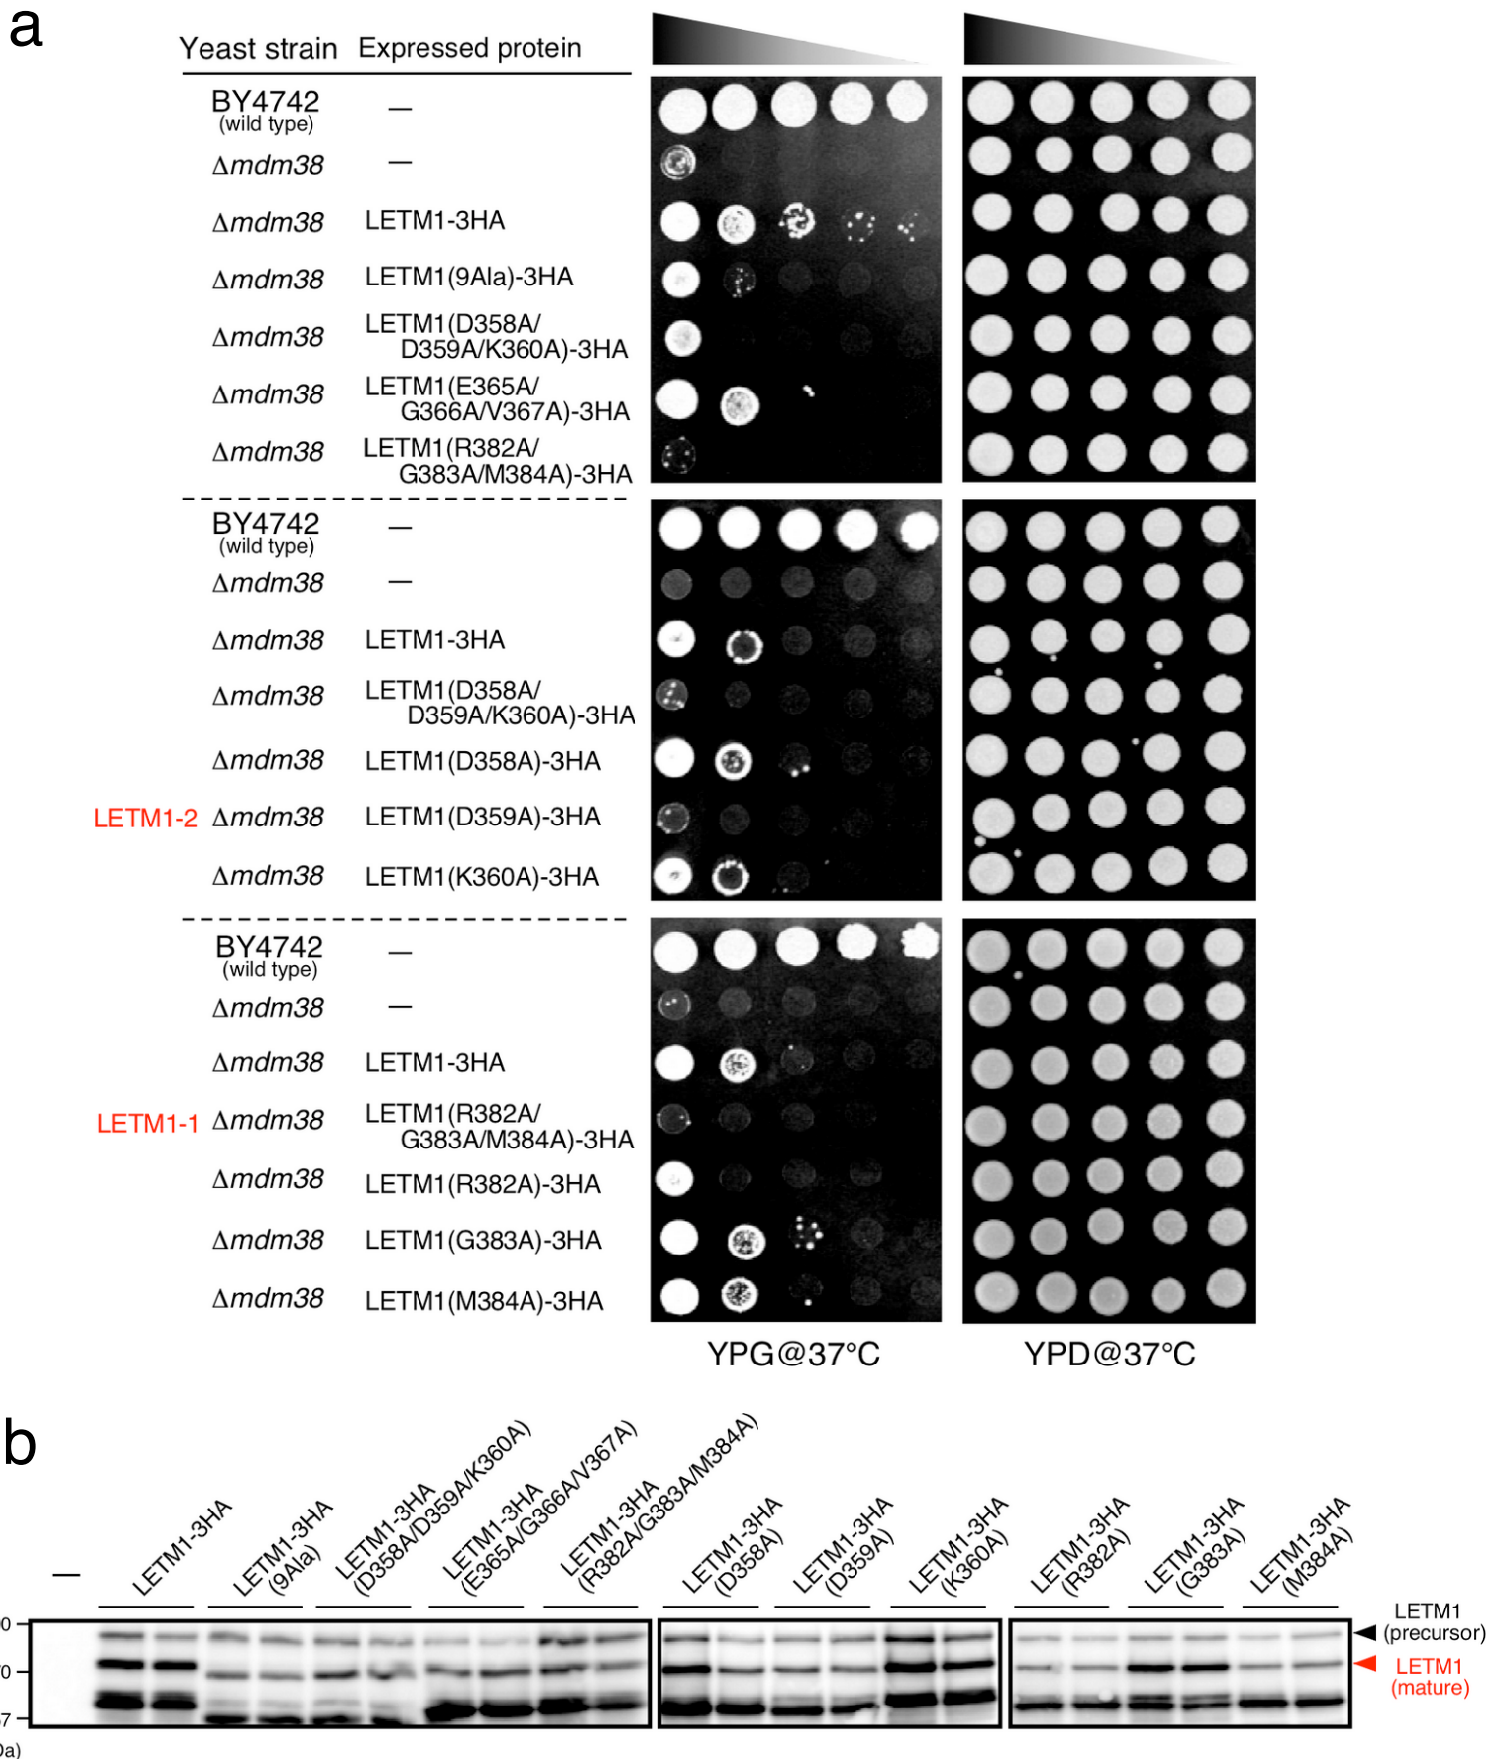 a
Yeast strain Expressed protein
BY4742 —
(wild type)
Δmdm38 —
Δmdm38 LETM1-3HA
Δmdm38 LETM1(9Ala)-3HA
Δmdm38 LETM1(D358A/
D359A/K360A)-3HA
Δmdm38 LETM1(E365A/
G366A/V367A)-3HA
Δmdm38 LETM1(R382A/
G383A/M384A)-3HA
BY4742 —
(wild type)
Δmdm38 —
Δmdm38 LETM1-3HA
Δmdm38 LETM1(D358A/
D359A/K360A)-3HA
Δmdm38 LETM1(D358A)-3HA
LETM1-2 Δmdm38 LETM1(D359A)-3HA
Δmdm38 LETM1(K360A)-3HA
BY4742 —
(wild type)
Δmdm38 —
Δmdm38 LETM1-3HA
LETM1-1 Δmdm38 LETM1(R382A/
G383A/M384A)-3HA
Δmdm38 LETM1(R382A)-3HA
Δmdm38 LETM1(G383A)-3HA
Δmdm38 LETM1(M384A)-3HA
YPG@37°C YPD@37°C
b
—
LETM1-3HA
LETM1-3HA
(9Ala)
LETM1-3HA
(D358A/D359A/K360A)
LETM1-3HA
(E365A/G366A/V367A)
LETM1-3HA
(R382A/G383A/M384A)
LETM1-3HA
(D358A)
LETM1-3HA
(D359A)
LETM1-3HA
(K360A)
LETM1-3HA
(R382A)
LETM1-3HA
(G383A)
LETM1-3HA
(M384A)
LETM1
(precursor)
LETM1
(mature)